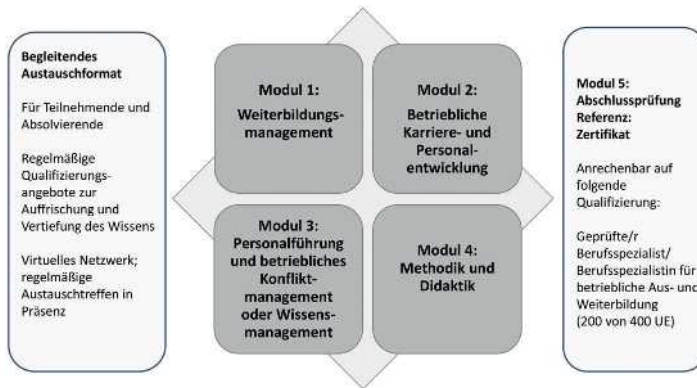 Begleitendes
Austauschformat
Für Teilnehmende und
Absolvierende
Regelmäßige
Qualifizierungs-
angebote zur
Auffrischung und
Vertiefung des Wissens
Virtuelles Netzwerk;
regelmäßige
Austauschtreffen in
Präsenz
Modul 1:
Weiterbildungs-
management
Modul 2:
Betriebliche
Karriere- und
Personal-
entwicklung
Modul 3:
Personalführung
und betriebliches
Konflikt-
management
oder Wissens-
management
Modul 4:
Methodik und
Didaktik
Modul 5:
Abschlussprüfung
Referenz:
Zertifikat
Anrechenbar auf
folgende
Qualifizierung:
Geprüfte/r
Berufsspezialist/
Berufsspezialistin für
betriebliche Aus- und
Weiterbildung
(200 von 400 UE)